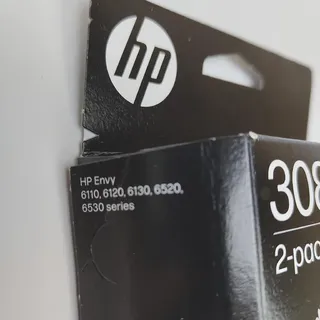 hp
HP Envy
6110, 6120, 6130, 6520,
6530 series
308
2-pac